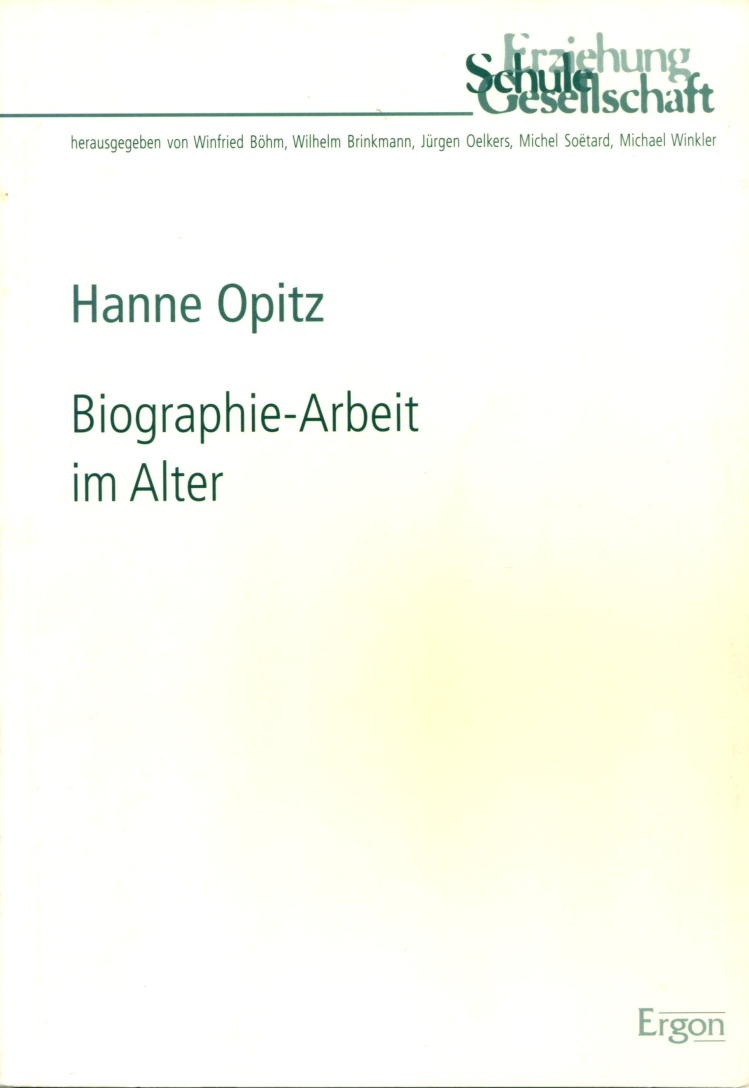 Erziehung
Schule
Gesellschaft
herausgegeben von Winfried Böhm, Wilhelm Brinkmann, Jürgen Oelkers, Michel Soëtard, Michael Winkler
Hanne Opitz
Biographie-Arbeit
im Alter
Ergon